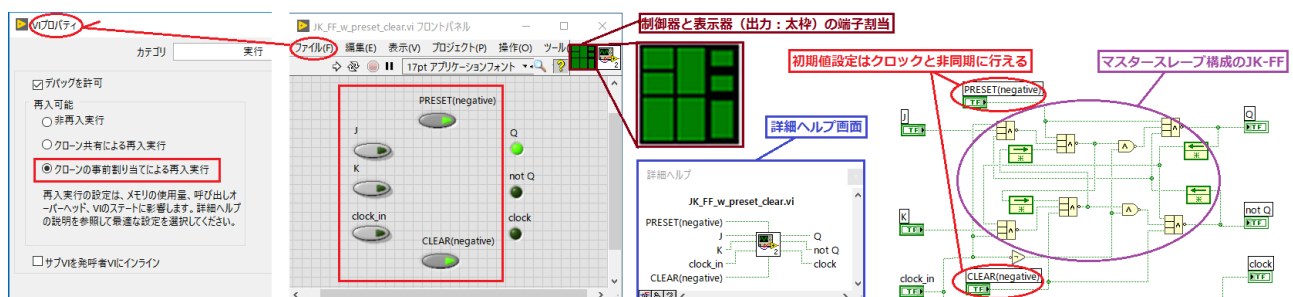 VIプロパティ
カテゴリ
実行
デバッグを許可
再入可能
非再入実行
クローン共有による再入実行
クローンの事前割り当てによる再入実行
再入実行の設定は、メモリの使用量、呼び出しオ
ーバーヘッド、VIのステートに影響します。詳細ヘルプ
の説明を参照して最適な設定を選択してください。
サブVIを発呼者VIにインライン
JK_FF_w_preset_clear.vi フロントパネル
ファイル(F) 編集(E) 表示(V) プロジェクト(P) 操作(O) ツール(
17pt アプリケーションフォント
2
PRESET(negative)
J
Q
K
not Q
clock_in
clock
CLEAR(negative)
制御器と表示器（出力：太枠）の端子割当
詳細ヘルプ画面
詳細ヘルプ
JK_FF_w_preset_clear.vi
PRESET(negative)
J
K
clock_in
CLEAR(negative)
2
Q
not Q
clock
初期値設定はクロックと非同期に行える
マスタースレーブ構成のJK-FF
PRESET(negative)
TF
J
TF
Q
TF
K
TF
not Q
TF
clock_in
TF
CLEAR(negative)
TF
clock
TF